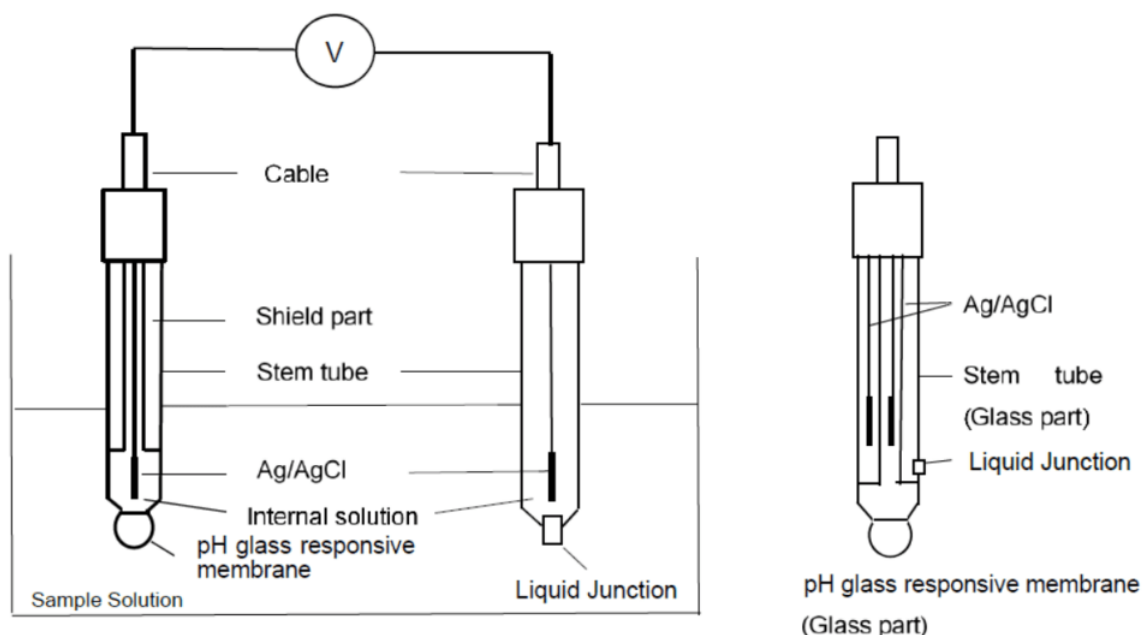 V
Cable
Shield part
Stem tube
Ag/AgCl
Internal solution
pH glass responsive
membrane
Liquid Junction
Sample Solution
Ag/AgCl
Stem tube
(Glass part)
Liquid Junction
pH glass responsive membrane
(Glass part)